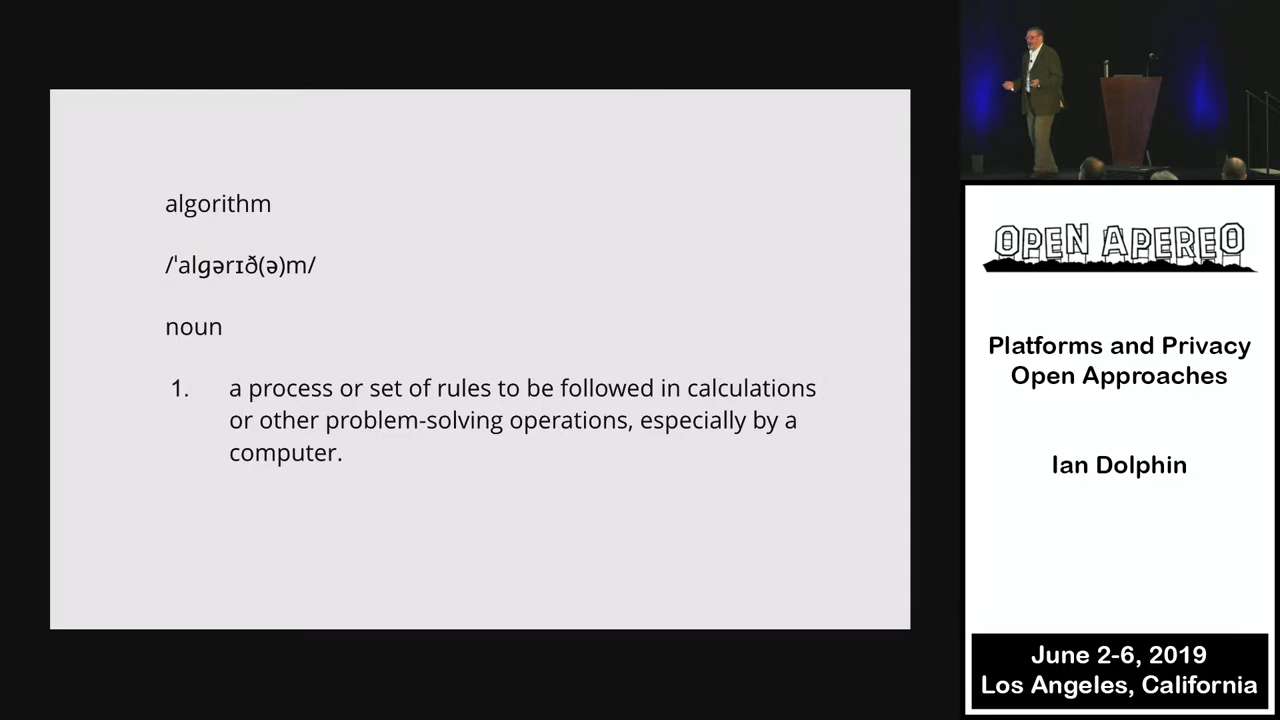 algorithm
/ˈalɡərɪð(ə)m/
noun
1. a process or set of rules to be followed in calculations
or other problem-solving operations, especially by a
computer.
OPEN APEREO
Platforms and Privacy
Open Approaches
Ian Dolphin
June 2-6, 2019
Los Angeles, California